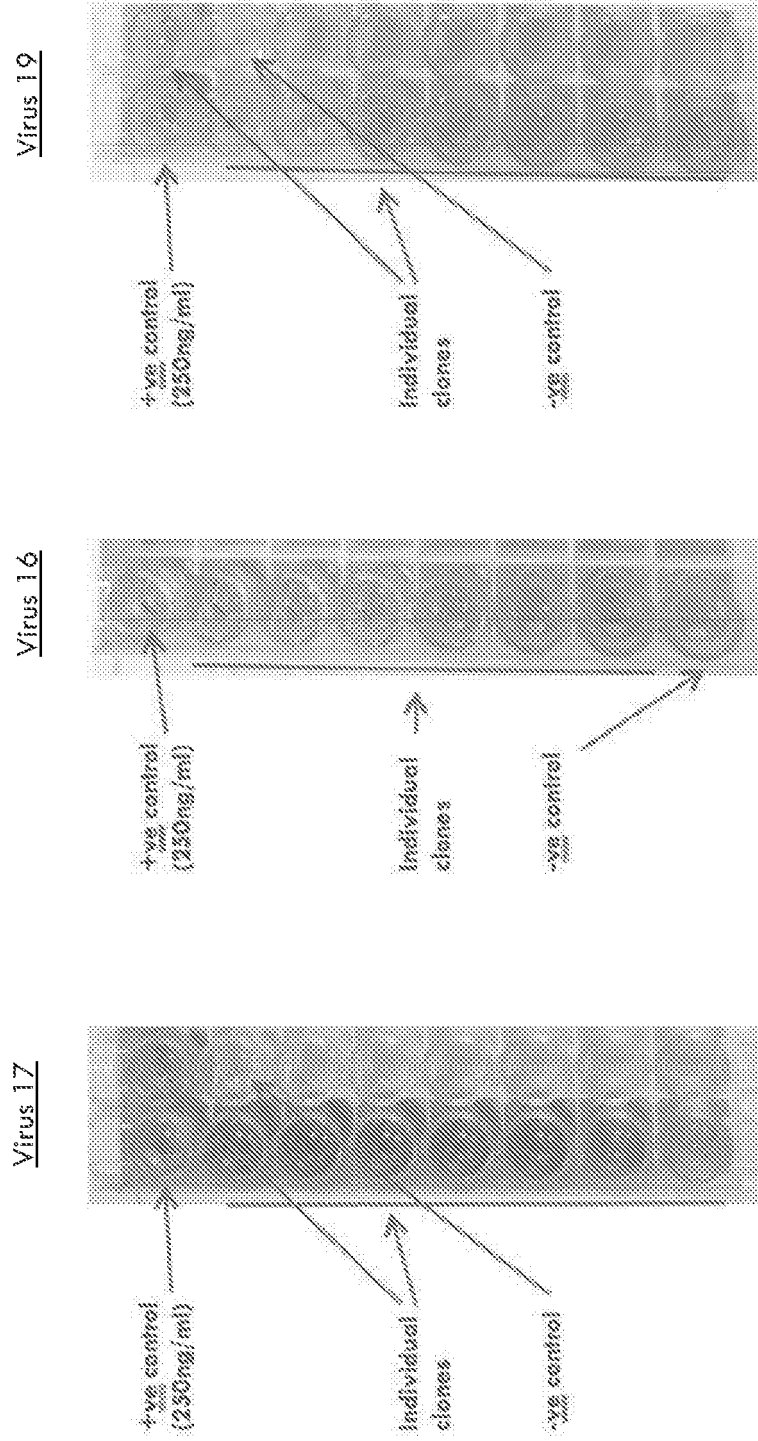 Virus 17
+ve control
(250ng/ml)
Individual
clones
-ve control
Virus 16
+ve control
(250ng/ml)
Individual
clones
-ve control
Virus 19
+ve control
(250ng/ml)
Individual
clones
-ve control